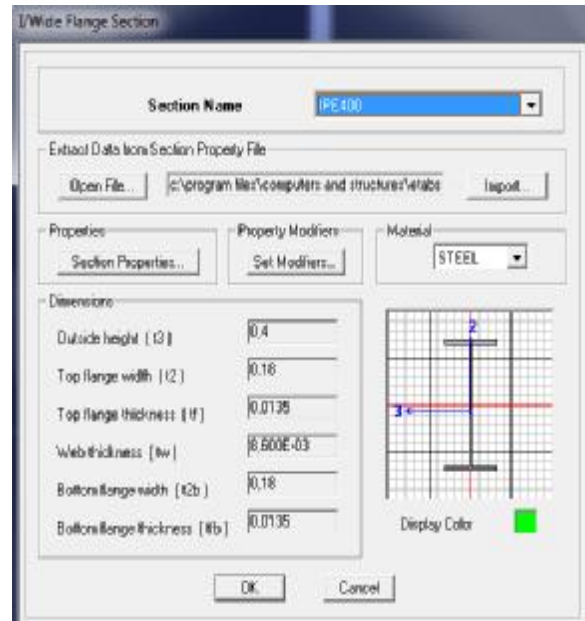 I/Wide Flange Section
Section Name IPE400
Extract Data from Section Property File
Open File... c:\program files\computers and structures\etabs Import...
Properties Property Modifiers Material
Section Properties... Set Modifiers... STEEL
Dimensions
Outside height ( t3 ) 0.4
Top flange width ( t2 ) 0.18
Top flange thickness ( tf ) 0.0135
Web thickness ( tw ) 8.600E-03
Bottom flange width ( t2b ) 0.18
Bottom flange thickness ( tfb ) 0.0135
2
3
Display Color
OK Cancel